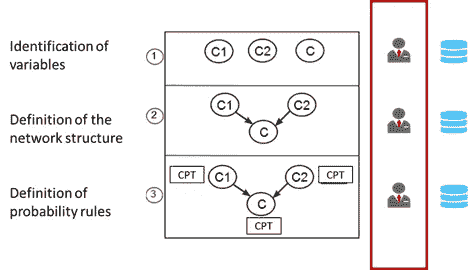 Identification of
variables
1
C1 C2 C
Definition of the
network structure
2
C1 C2
C
Definition of
probability rules
3
CPT C1 C2 CPT
C
CPT